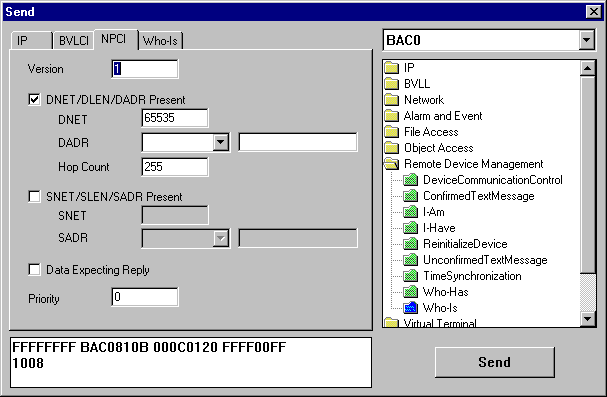 Send
IP BVLCI NPCI Who-Is
Version 1
DNET/DLEN/DADR Present
DNET 65535
DADR
Hop Count 255
SNET/SLEN/SADR Present
SNET
SADR
Data Expecting Reply
Priority 0
FFFFFFFF BAC0810B 000C0120 FFFF00FF
1008
BAC0
IP
BVLL
Network
Alarm and Event
File Access
Object Access
Remote Device Management
DeviceCommunicationControl
ConfirmedTextMessage
I-Am
I-Have
ReinitializeDevice
UnconfirmedTextMessage
TimeSynchronization
Who-Has
Who-Is
Virtual Terminal
Send